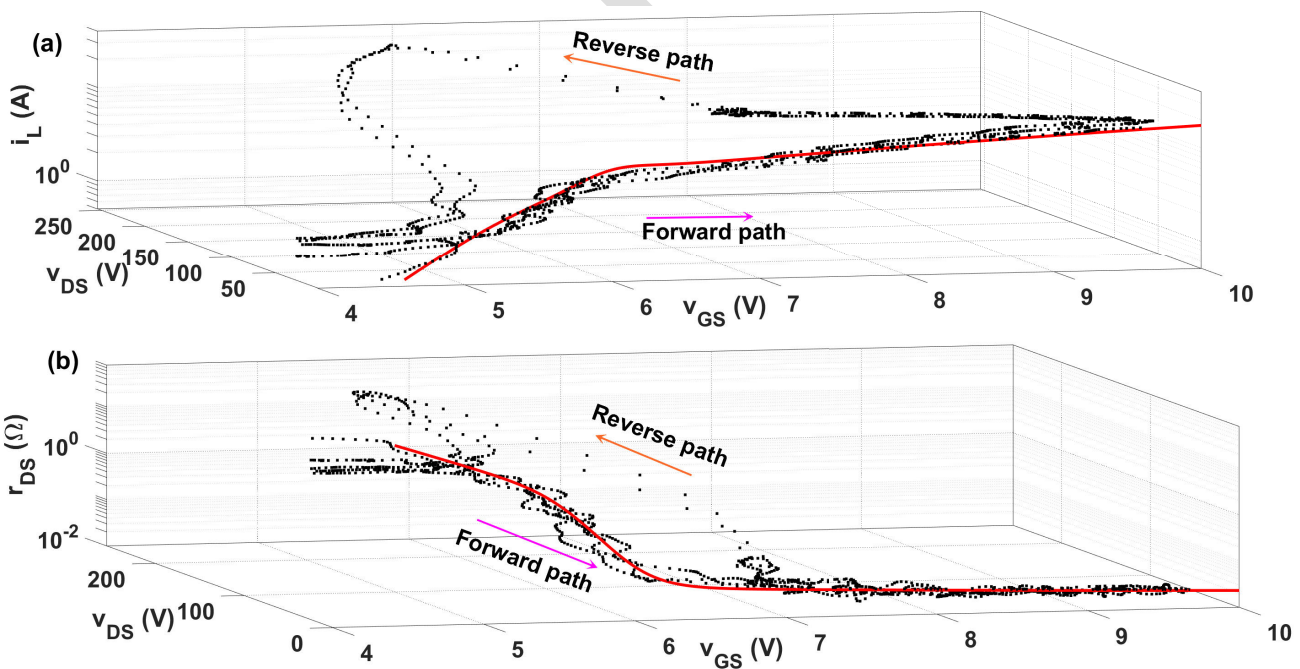 (a)
Reverse path
i_L (A)
10^0
Forward path
250
200
150
100
50
v_DS (V)
4
5
6
7
8
9
10
v_GS (V)
(b)
Reverse path
r_DS (Ω)
10^0
10^-2
Forward path
200
100
0
v_DS (V)
4
5
6
7
8
9
10
v_GS (V)